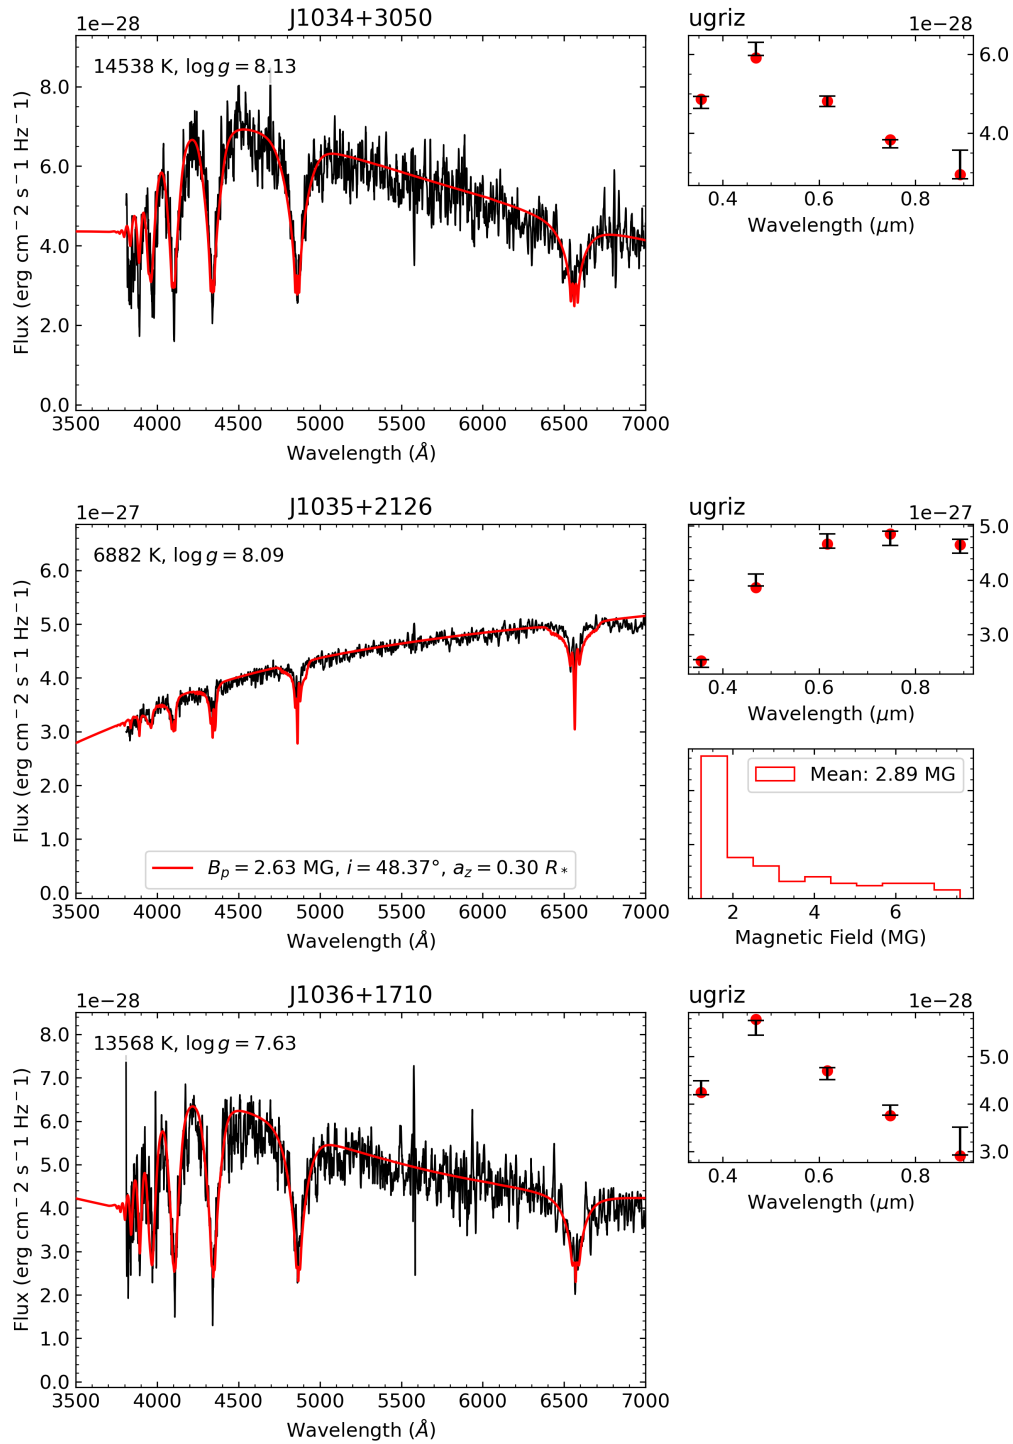 1e−28
J1034+3050
ugriz
1e−28
14538 K, log g = 8.13
Flux (erg cm−2 s−1 Hz−1)
8.0
6.0
4.0
2.0
0.0
3500 4000 4500 5000 5500 6000 6500 7000
Wavelength (Å)
6.0
4.0
0.4 0.6 0.8
Wavelength (μm)
1e−27
J1035+2126
ugriz
1e−27
6882 K, log g = 8.09
Flux (erg cm−2 s−1 Hz−1)
6.0
5.0
4.0
3.0
2.0
1.0
0.0
B_p = 2.63 MG, i = 48.37°, a_z = 0.30 R_*
3500 4000 4500 5000 5500 6000 6500 7000
Wavelength (Å)
5.0
4.0
3.0
0.4 0.6 0.8
Wavelength (μm)
Mean: 2.89 MG
2 4 6
Magnetic Field (MG)
1e−28
J1036+1710
ugriz
1e−28
13568 K, log g = 7.63
Flux (erg cm−2 s−1 Hz−1)
8.0
7.0
6.0
5.0
4.0
3.0
2.0
1.0
0.0
3500 4000 4500 5000 5500 6000 6500 7000
Wavelength (Å)
5.0
4.0
3.0
0.4 0.6 0.8
Wavelength (μm)